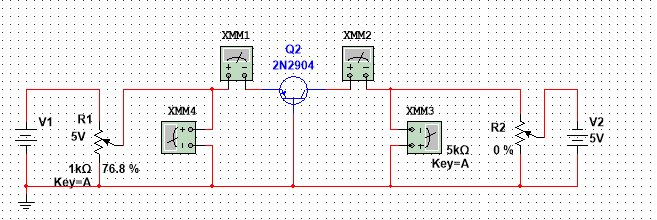 XMM1
XMM2
Q2
2N2904
XMM4
XMM3
V1
R1
5V
1kΩ
76.8 %
Key=A
5kΩ
Key=A
R2
0 %
V2
5V